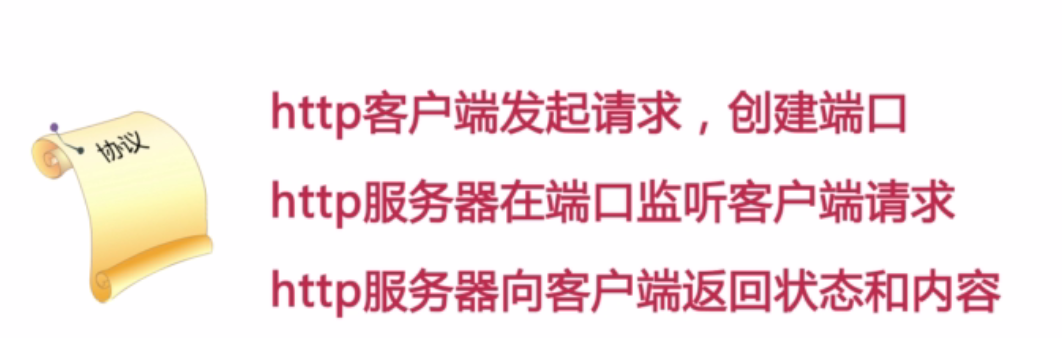 协议
http客户端发起请求，创建端口
http服务器在端口监听客户端请求
http服务器向客户端返回状态和内容